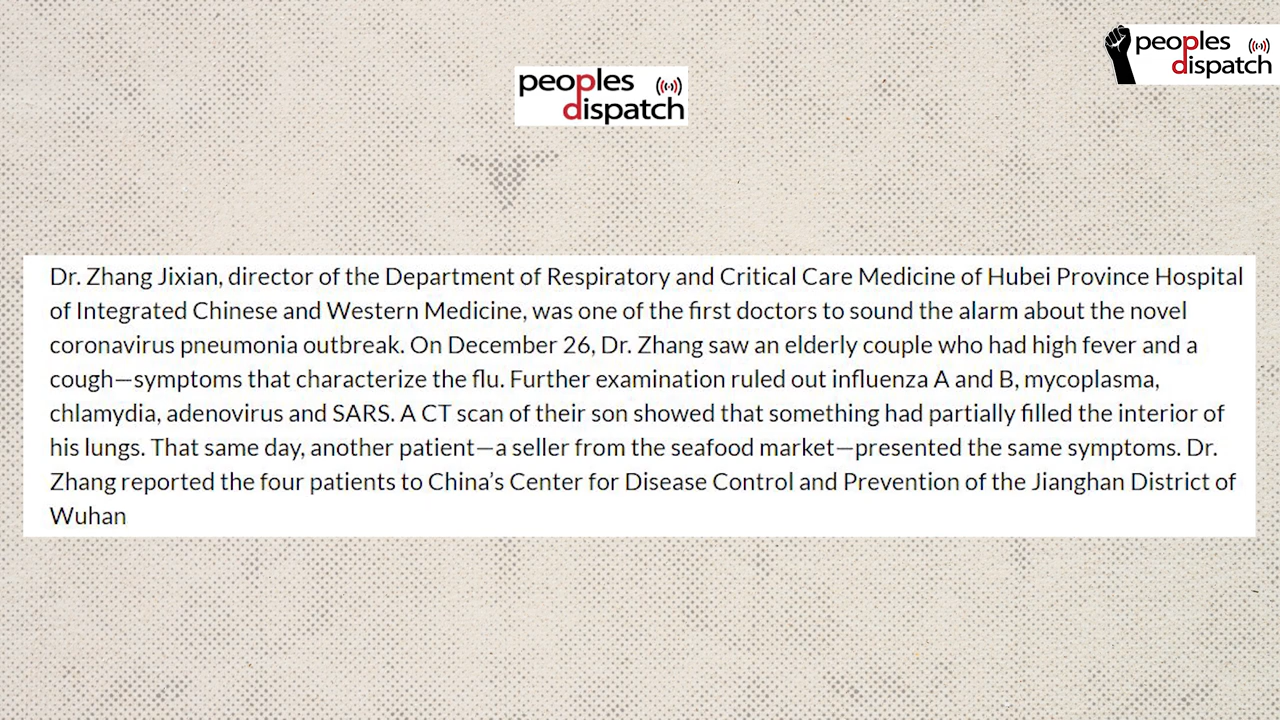 peoples
dispatch
peoples
dispatch
Dr. Zhang Jixian, director of the Department of Respiratory and Critical Care Medicine of Hubei Province Hospital
of Integrated Chinese and Western Medicine, was one of the first doctors to sound the alarm about the novel
coronavirus pneumonia outbreak. On December 26, Dr. Zhang saw an elderly couple who had high fever and a
cough—symptoms that characterize the flu. Further examination ruled out influenza A and B, mycoplasma,
chlamydia, adenovirus and SARS. A CT scan of their son showed that something had partially filled the interior of
his lungs. That same day, another patient—a seller from the seafood market—presented the same symptoms. Dr.
Zhang reported the four patients to China’s Center for Disease Control and Prevention of the Jianghan District of
Wuhan